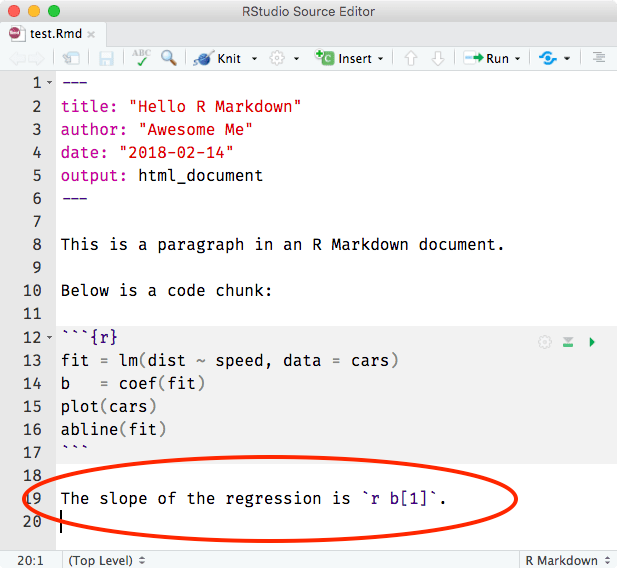 RStudio Source Editor
test.Rmd
ABC Knit Insert Run
1 ---
2 title: "Hello R Markdown"
3 author: "Awesome Me"
4 date: "2018-02-14"
5 output: html_document
6 ---
7
8 This is a paragraph in an R Markdown document.
9
10 Below is a code chunk:
11
12 ```{r}
13 fit = lm(dist ~ speed, data = cars)
14 b   = coef(fit)
15 plot(cars)
16 abline(fit)
17 ```
18
19 The slope of the regression is `r b[1]`.
20
20:1 (Top Level) R Markdown